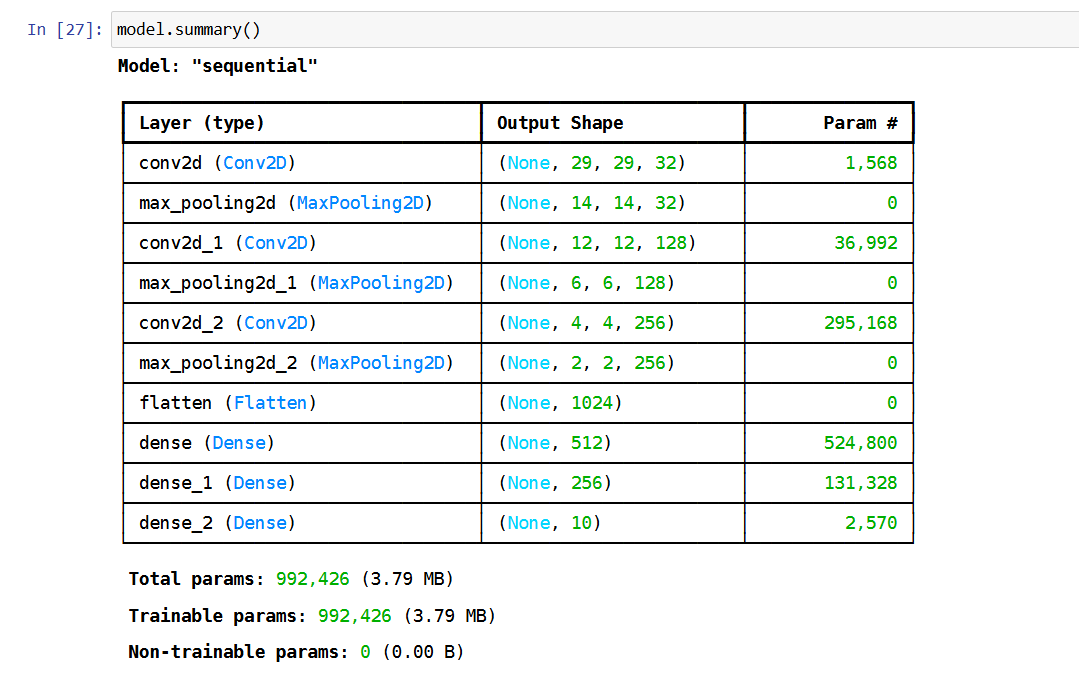 In [27]: model.summary()
Model: "sequential"
Layer (type) Output Shape Param #
conv2d (Conv2D) (None, 29, 29, 32) 1,568
max_pooling2d (MaxPooling2D) (None, 14, 14, 32) 0
conv2d_1 (Conv2D) (None, 12, 12, 128) 36,992
max_pooling2d_1 (MaxPooling2D) (None, 6, 6, 128) 0
conv2d_2 (Conv2D) (None, 4, 4, 256) 295,168
max_pooling2d_2 (MaxPooling2D) (None, 2, 2, 256) 0
flatten (Flatten) (None, 1024) 0
dense (Dense) (None, 512) 524,800
dense_1 (Dense) (None, 256) 131,328
dense_2 (Dense) (None, 10) 2,570
Total params: 992,426 (3.79 MB)
Trainable params: 992,426 (3.79 MB)
Non-trainable params: 0 (0.00 B)